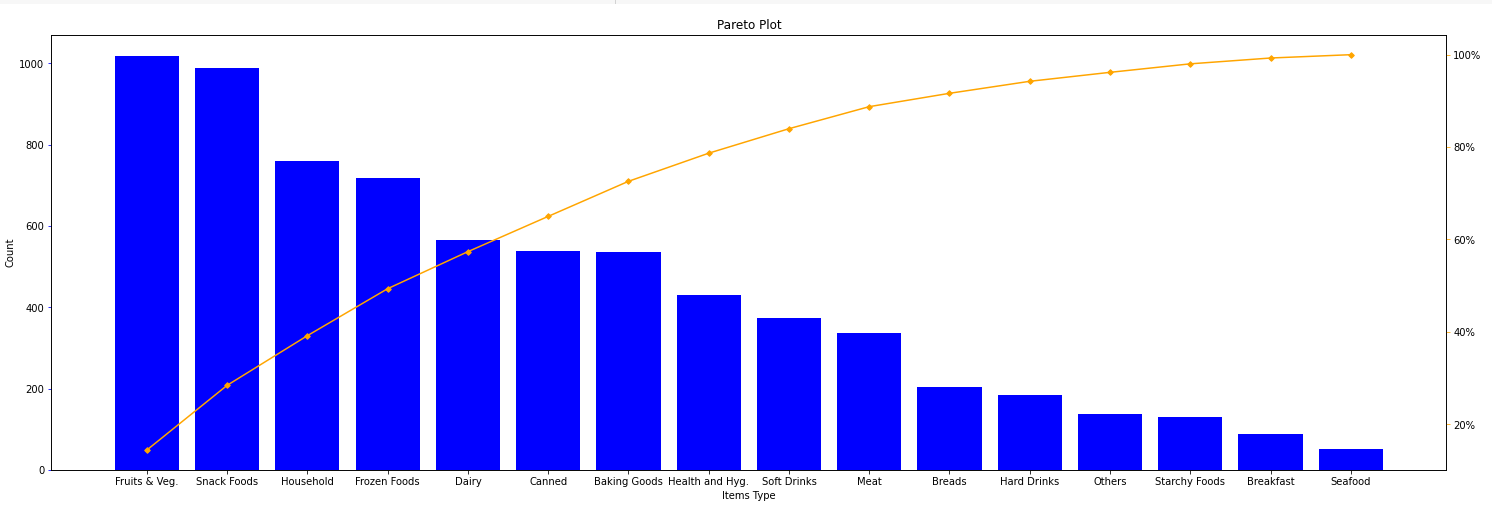 Pareto Plot
1000
800
600
400
200
0
Count
100%
80%
60%
40%
20%
Fruits & Veg. Snack Foods Household Frozen Foods Dairy Canned Baking Goods Health and Hyg. Soft Drinks Meat Breads Hard Drinks Others Starchy Foods Breakfast Seafood
Items Type